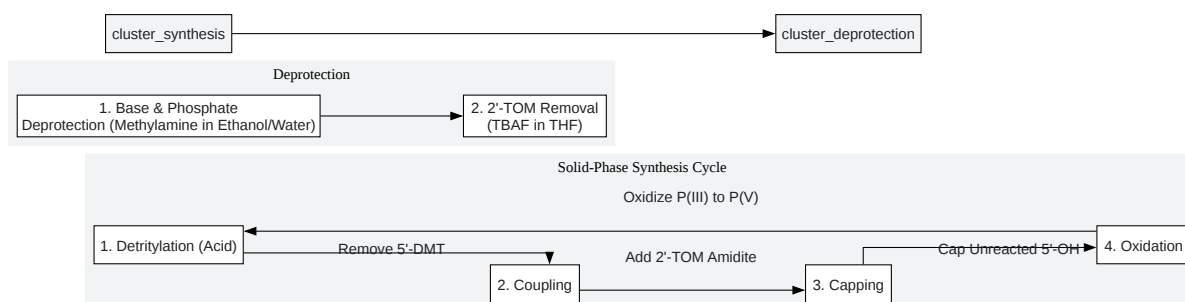 cluster_synthesis
cluster_deprotection
Deprotection
1. Base & Phosphate
Deprotection (Methylamine in Ethanol/Water)
2. 2'-TOM Removal
(TBAF in THF)
Solid-Phase Synthesis Cycle
Oxidize P(III) to P(V)
1. Detritylation (Acid)
Remove 5'-DMT
Add 2'-TOM Amidite
Cap Unreacted 5'-OH
4. Oxidation
2. Coupling
3. Capping